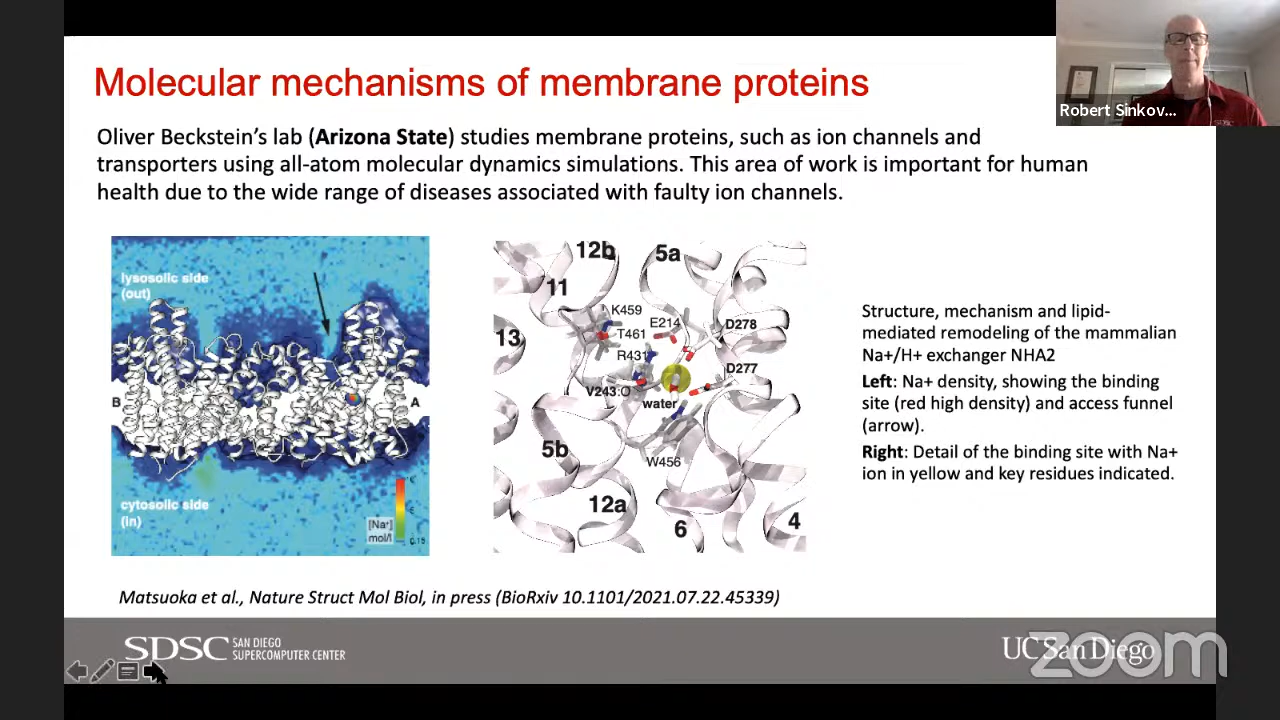 Molecular mechanisms of membrane proteins
Robert Sinkov...
Oliver Beckstein's lab (Arizona State) studies membrane proteins, such as ion channels and
transporters using all-atom molecular dynamics simulations. This area of work is important for human
health due to the wide range of diseases associated with faulty ion channels.
lysosolic side
(out)
B
A
cytosolic side
(in)
[Na⁺]
mol/l
0.15
12b
5a
11
K459
E214
D278
13
T461
R431
D277
V243:O
water
5b
W456
12a
6
4
Structure, mechanism and lipid-
mediated remodeling of the mammalian
Na+/H+ exchanger NHA2
Left: Na+ density, showing the binding
site (red high density) and access funnel
(arrow).
Right: Detail of the binding site with Na+
ion in yellow and key residues indicated.
Matsuoka et al., Nature Struct Mol Biol, in press (BioRxiv 10.1101/2021.07.22.45339)
SDSC SAN DIEGO
SUPERCOMPUTER CENTER
UC San Diego
zoom